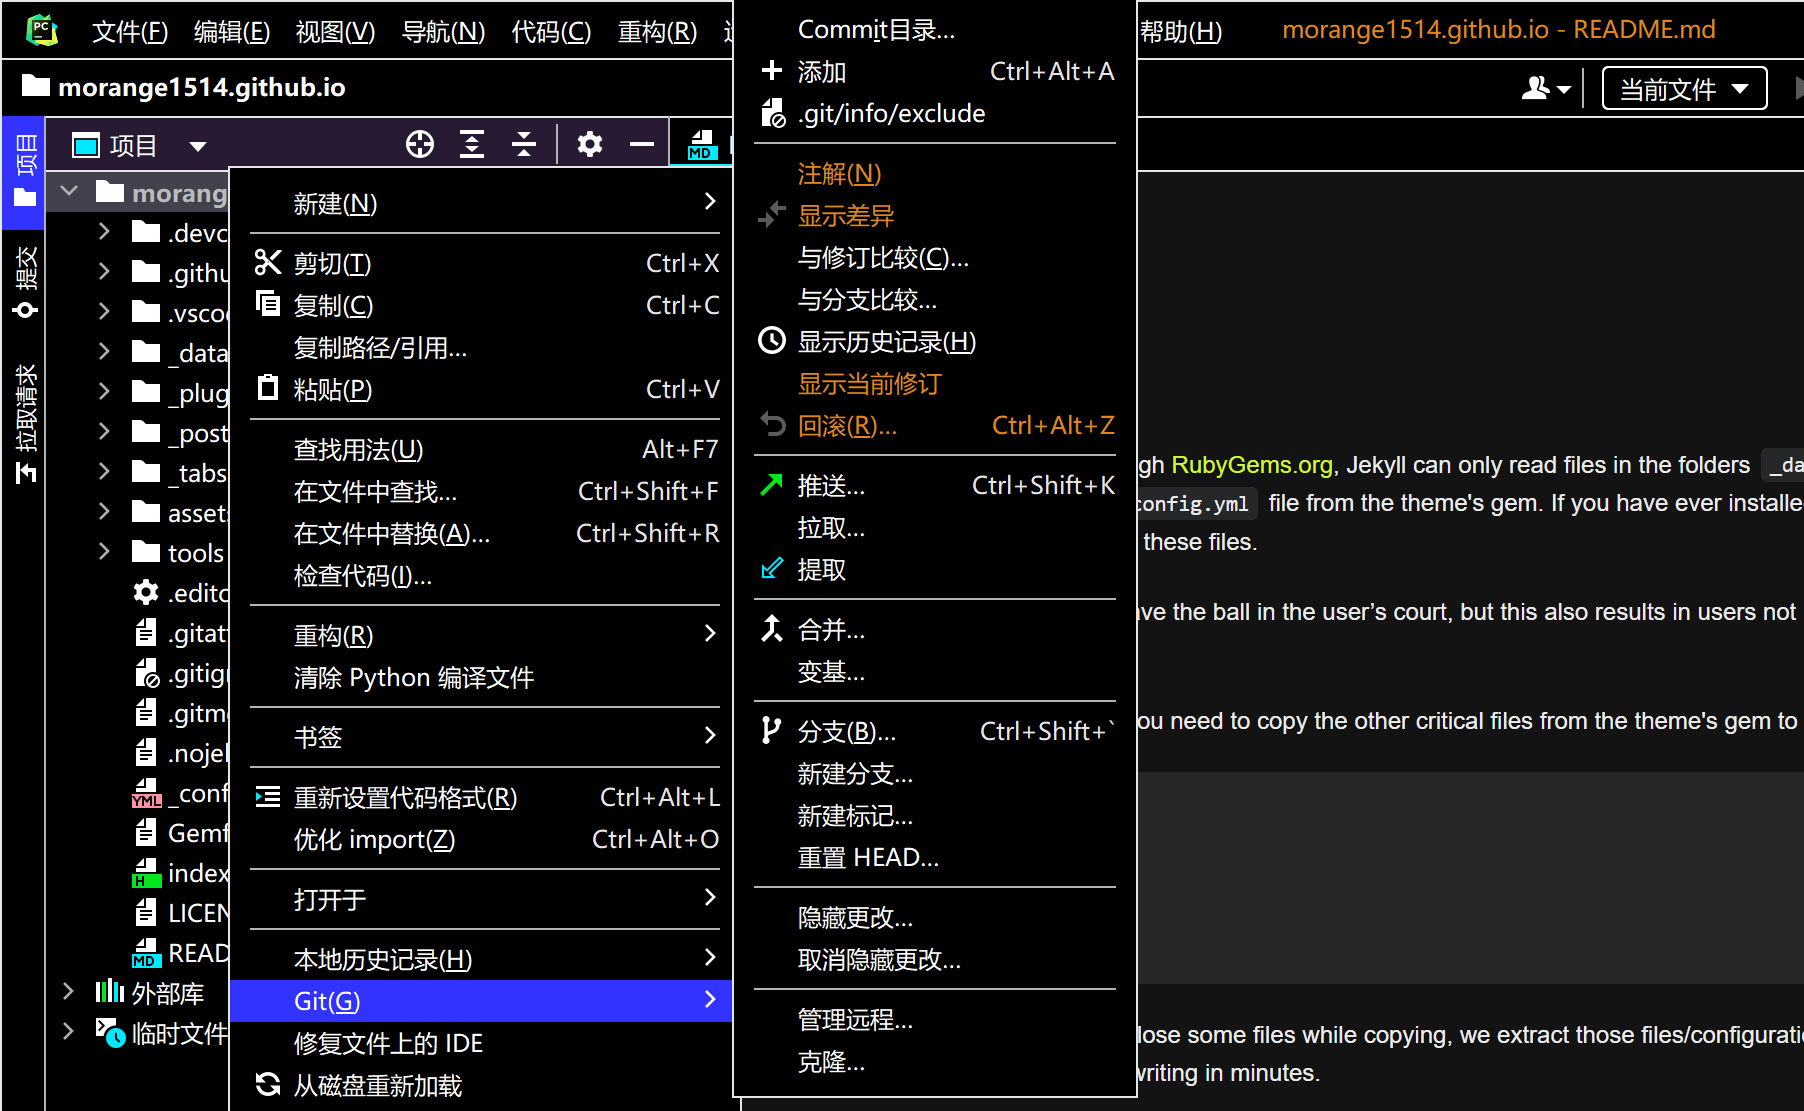 PC 文件(F) 编辑(E) 视图(V) 导航(N) 代码(C) 重构(R) 帮助(H) morange1514.github.io - README.md
morange1514.github.io 当前文件
项目
提交
拉取请求
项目 MD
morang
.devc
.githu
.vsco
_data
_plug
_post
_tabs
asset
tools
.edito
.gitat
.gitig
.gitm
.nojel
YML _conf
Gemf
H index
LICEN
MD READ
外部库
临时文件
新建(N)
剪切(T) Ctrl+X
复制(C) Ctrl+C
复制路径/引用...
粘贴(P) Ctrl+V
查找用法(U) Alt+F7
在文件中查找... Ctrl+Shift+F
在文件中替换(A)... Ctrl+Shift+R
检查代码(I)...
重构(R)
清除 Python 编译文件
书签
重新设置代码格式(R) Ctrl+Alt+L
优化 import(Z) Ctrl+Alt+O
打开于
本地历史记录(H)
Git(G)
修复文件上的 IDE
从磁盘重新加载
Commit目录...
添加 Ctrl+Alt+A
.git/info/exclude
注解(N)
显示差异
与修订比较(C)...
与分支比较...
显示历史记录(H)
显示当前修订
回滚(R)... Ctrl+Alt+Z
推送... Ctrl+Shift+K
拉取...
提取
合并...
变基...
分支(B)... Ctrl+Shift+`
新建分支...
新建标记...
重置 HEAD...
隐藏更改...
取消隐藏更改...
管理远程...
克隆...
gh RubyGems.org, Jekyll can only read files in the folders _da
config.yml file from the theme's gem. If you have ever installe
these files.
ve the ball in the user’s court, but this also results in users not
ou need to copy the other critical files from the theme's gem to
lose some files while copying, we extract those files/configurati
writing in minutes.